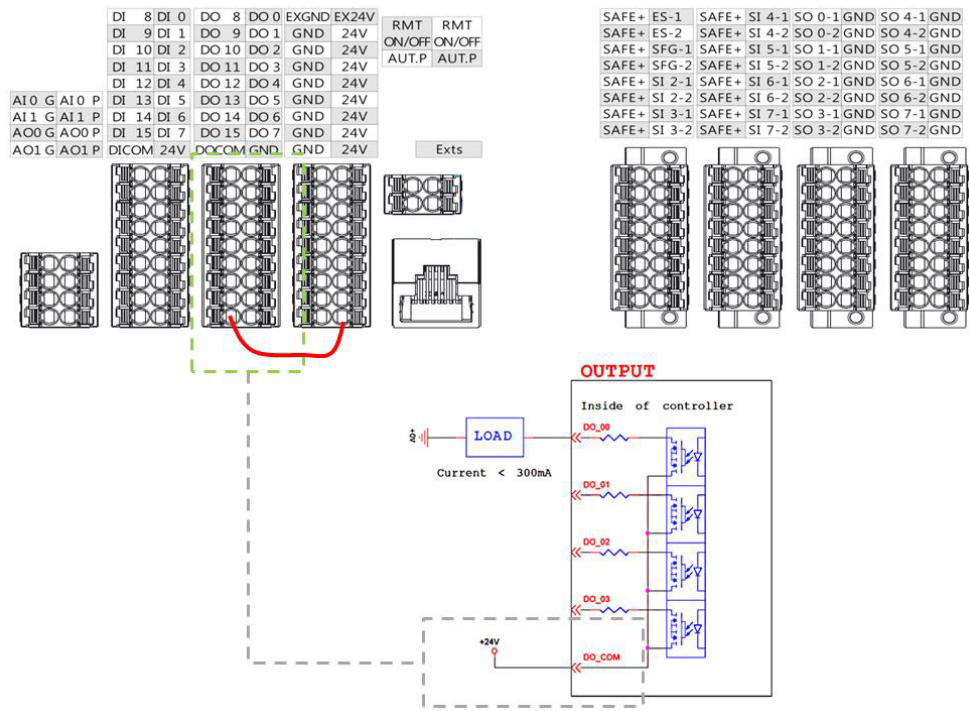 DI 8 DI 0 DO 8 DO 0 EXGND EX24V
DI 9 DI 1 DO 9 DO 1 GND 24V
DI 10 DI 2 DO 10 DO 2 GND 24V
DI 11 DI 3 DO 11 DO 3 GND 24V
DI 12 DI 4 DO 12 DO 4 GND 24V
AI 0 G AI 0 P DI 13 DI 5 DO 13 DO 5 GND 24V
AI 1 G AI 1 P DI 14 DI 6 DO 14 DO 6 GND 24V
AO0 G AO0 P DI 15 DI 7 DO 15 DO 7 GND 24V
AO1 G AO1 P DICOM 24V DOCOM GND GND 24V
RMT RMT
ON/OFF ON/OFF
AUT.P AUT.P
Exts
SAFE+ ES-1 SAFE+ SI 4-1 SO 0-1 GND SO 4-1 GND
SAFE+ ES-2 SAFE+ SI 4-2 SO 0-2 GND SO 4-2 GND
SAFE+ SFG-1 SAFE+ SI 5-1 SO 1-1 GND SO 5-1 GND
SAFE+ SFG-2 SAFE+ SI 5-2 SO 1-2 GND SO 5-2 GND
SAFE+ SI 2-1 SAFE+ SI 6-1 SO 2-1 GND SO 6-1 GND
SAFE+ SI 2-2 SAFE+ SI 6-2 SO 2-2 GND SO 6-2 GND
SAFE+ SI 3-1 SAFE+ SI 7-1 SO 3-1 GND SO 7-1 GND
SAFE+ SI 3-2 SAFE+ SI 7-2 SO 3-2 GND SO 7-2 GND
OUTPUT
Inside of controller
+0V
LOAD
Current < 300mA
DO_00
DO_01
DO_02
DO_03
+24V
DO_COM